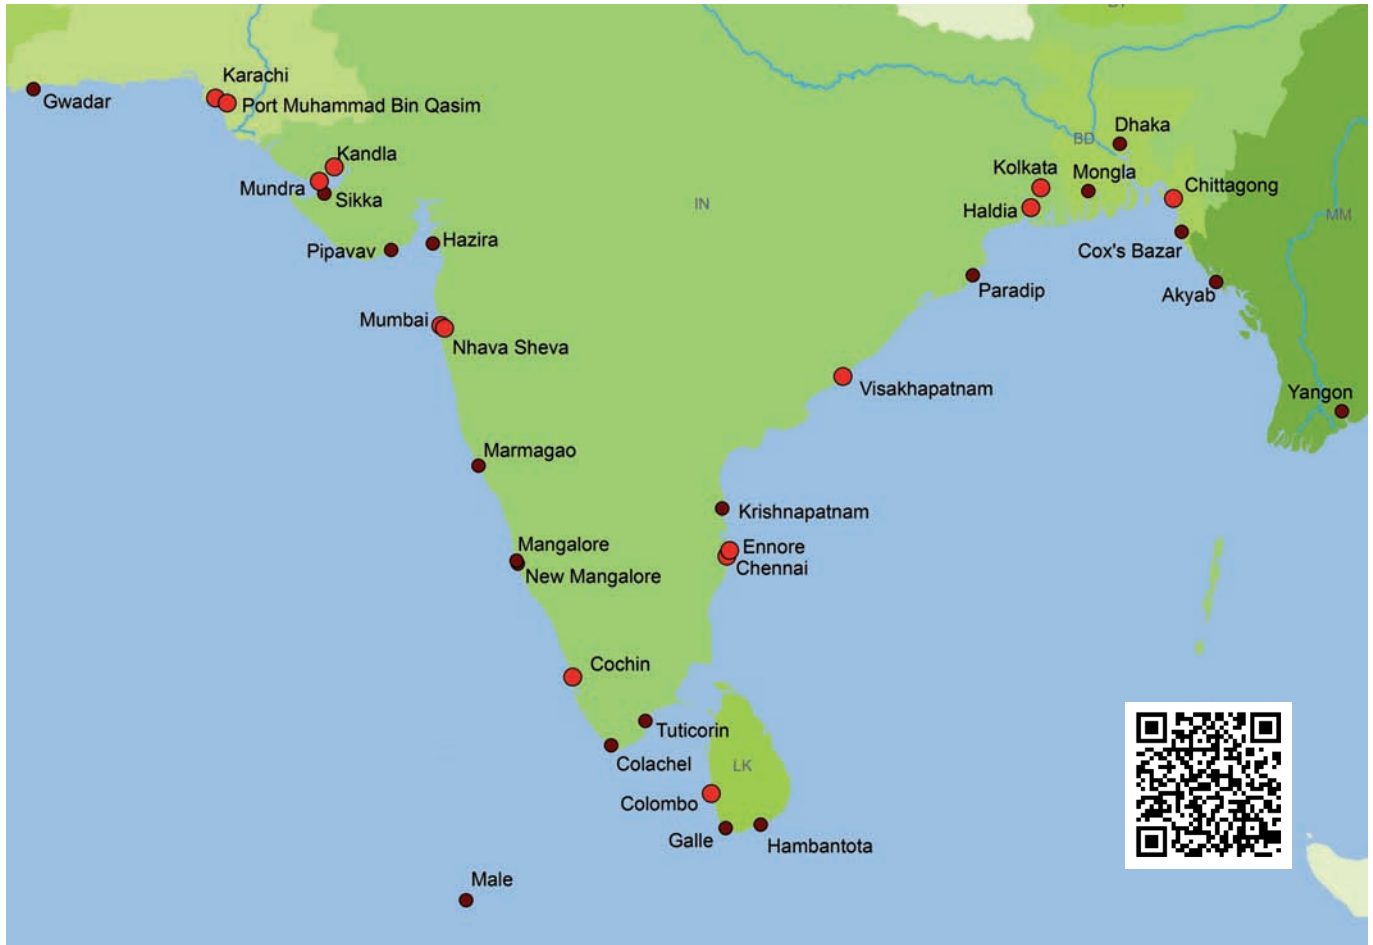 Karachi
Gwadar
Port Muhammad Bin Qasim
Dhaka
BD
Kandla
Kolkata
Mongla
Mundra
Sikka
Chittagong
IN
Haldia
MM
Hazira
Pipavav
Cox's Bazar
Paradip
Akyab
Mumbai
Nhava Sheva
Visakhapatnam
Yangon
Marmagao
Krishnapatnam
Mangalore
Ennore
Chennai
New Mangalore
Cochin
Tuticorin
Colachel
LK
Colombo
Galle
Hambantota
Male